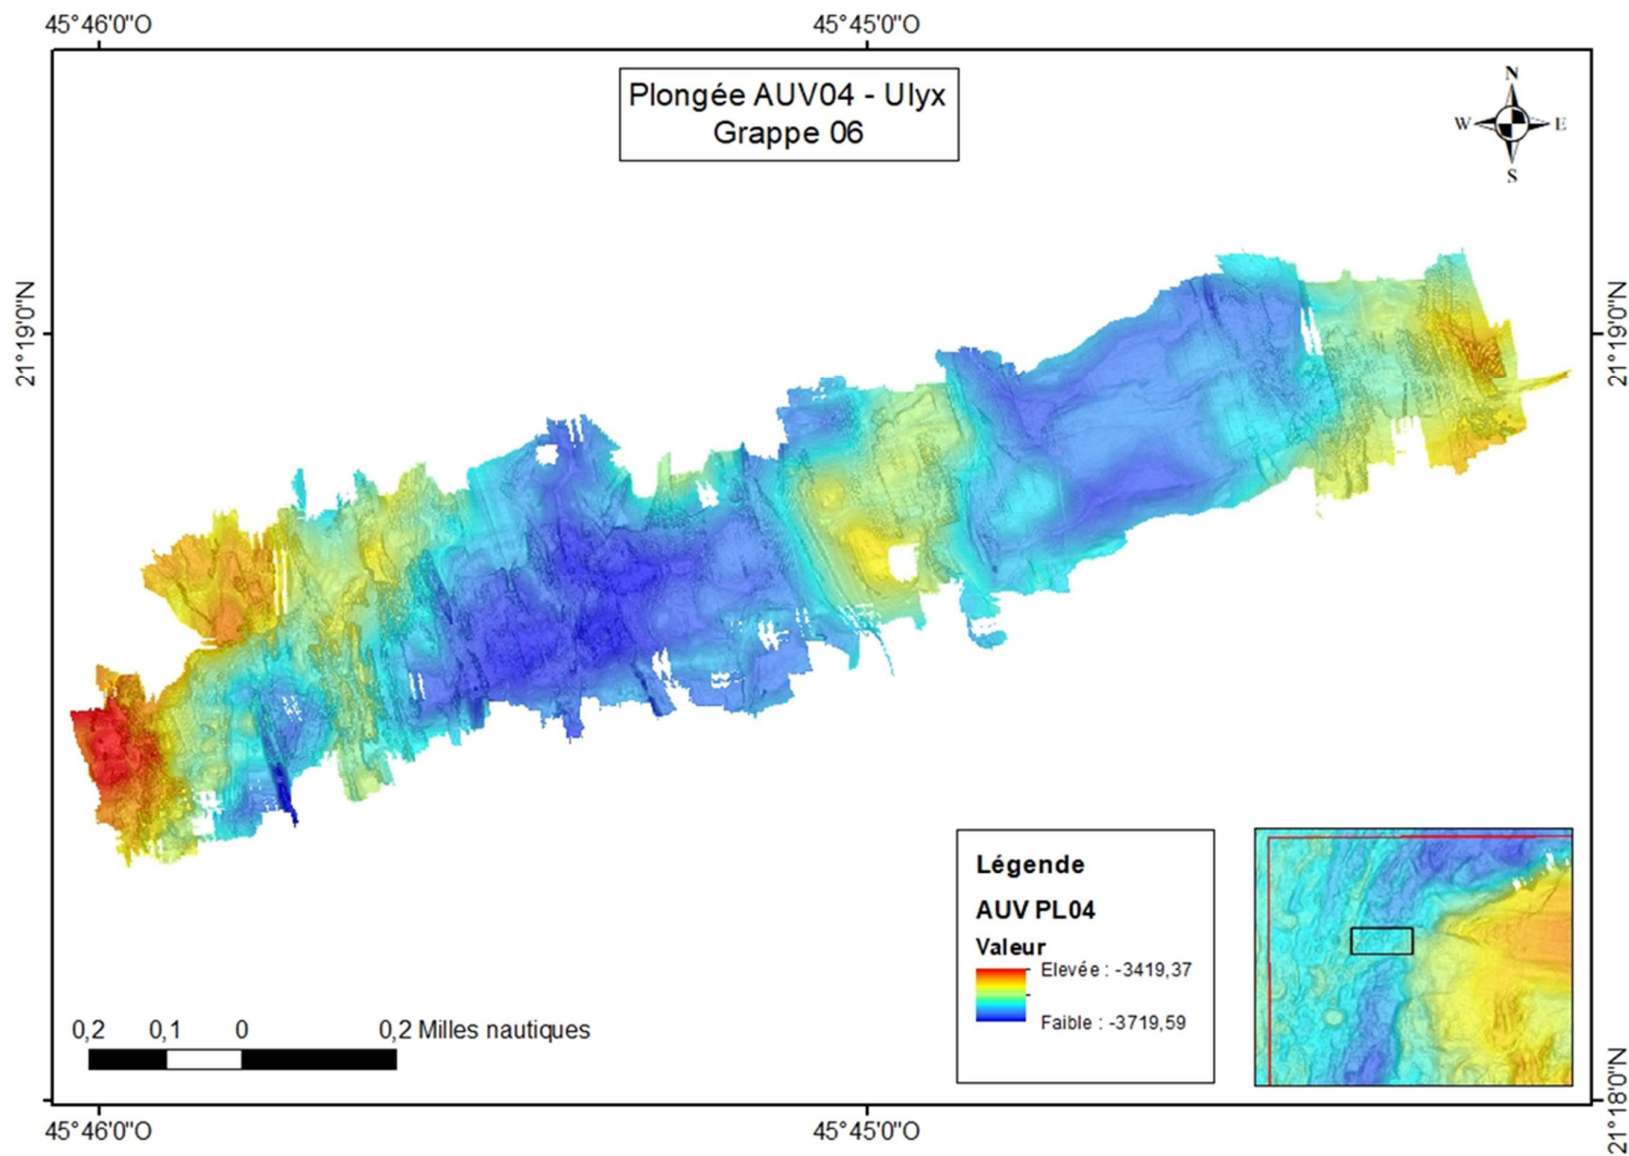 45°46'0"O 45°45'0"O
Plongée AUV04 - Ulyx
Grappe 06
N
W E
S
21°19'0"N 21°19'0"N
Légende
AUV PL04
Valeur
Elevée : -3419,37
Faible : -3719,59
0,2 0,1 0 0,2 Milles nautiques
21°18'0"N
45°46'0"O 45°45'0"O